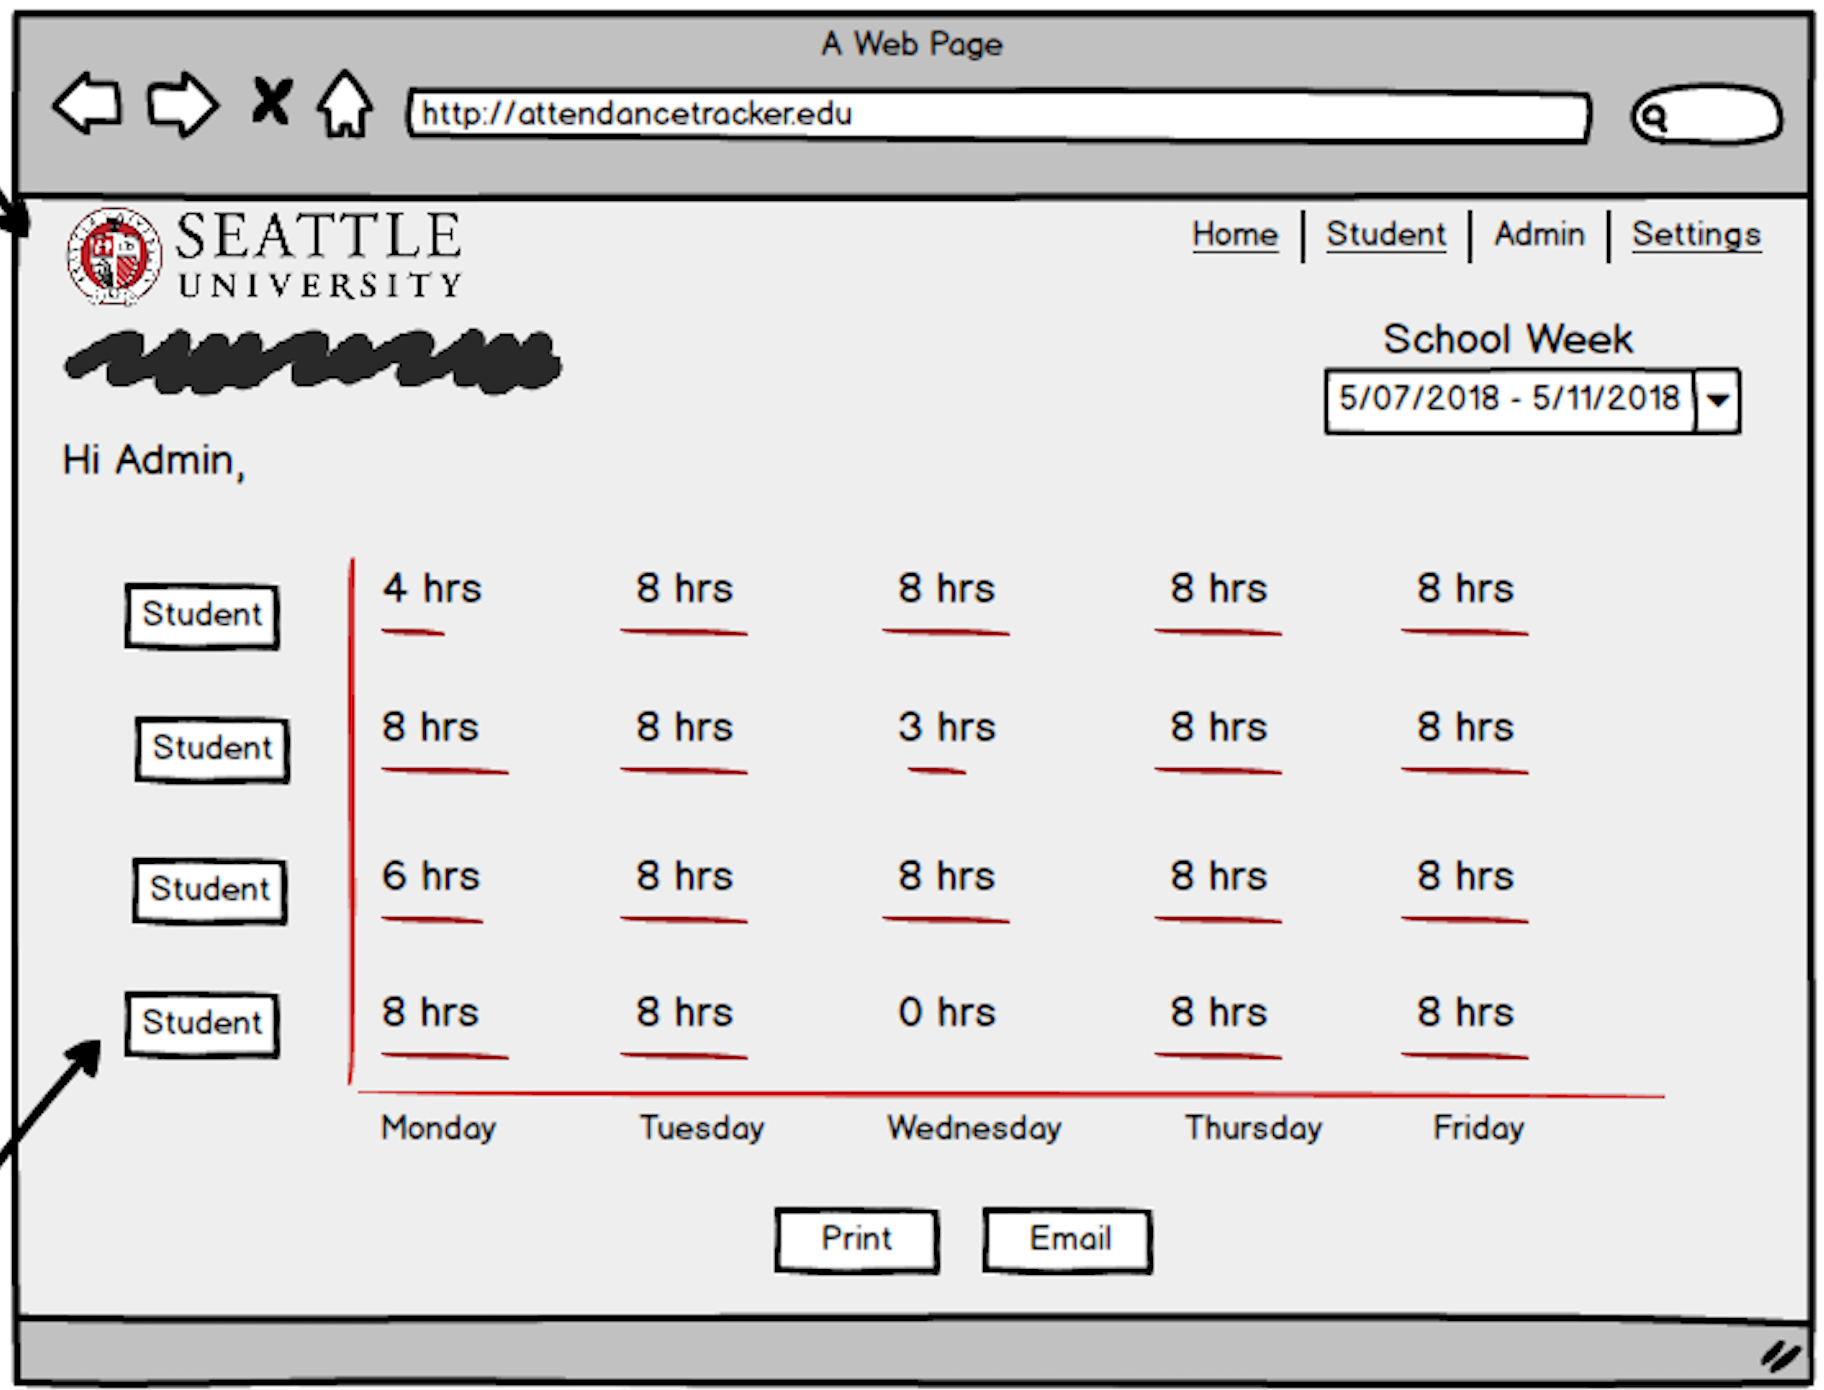 A Web Page
http://attendancetracker.edu
SEATTLE
UNIVERSITY
Home | Student | Admin | Settings
School Week
5/07/2018 - 5/11/2018
Hi Admin,
Student 4 hrs 8 hrs 8 hrs 8 hrs 8 hrs
Student 8 hrs 8 hrs 3 hrs 8 hrs 8 hrs
Student 6 hrs 8 hrs 8 hrs 8 hrs 8 hrs
Student 8 hrs 8 hrs 0 hrs 8 hrs 8 hrs
Monday Tuesday Wednesday Thursday Friday
Print Email